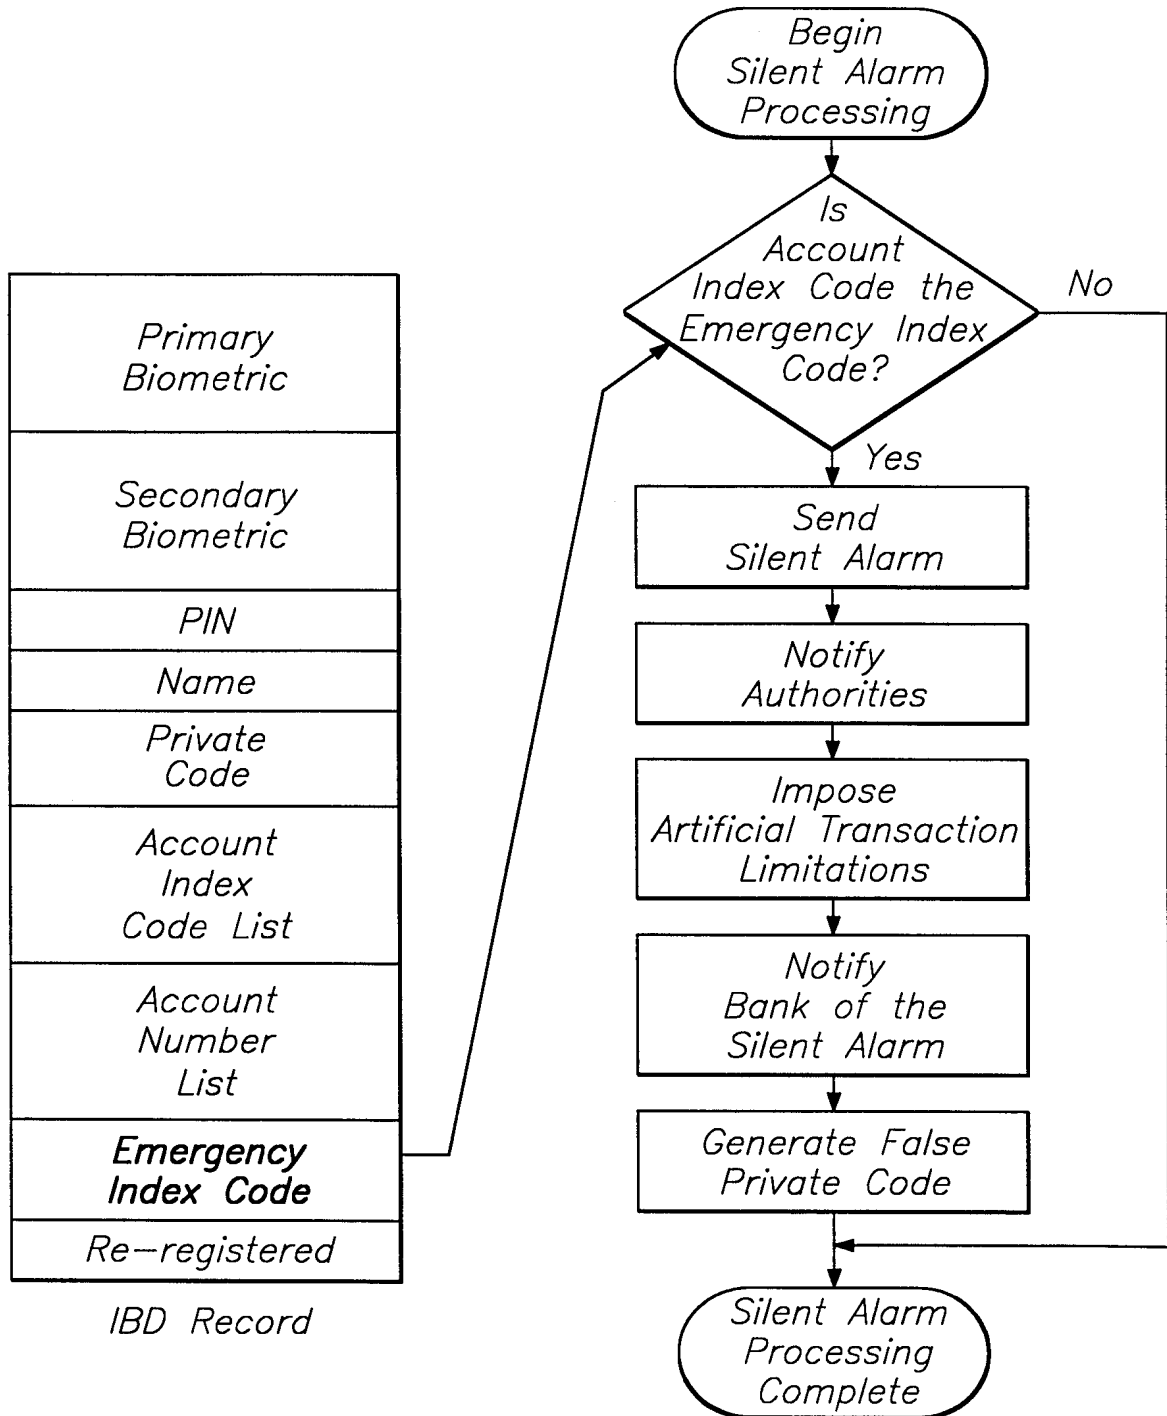 Primary
Biometric
Secondary
Biometric
PIN
Name
Private
Code
Account
Index
Code List
Account
Number
List
Emergency
Index Code
Re-registered
IBD Record
Begin
Silent Alarm
Processing
Is
Account
Index Code the
Emergency Index
Code?
No
Yes
Send
Silent Alarm
Notify
Authorities
Impose
Artificial Transaction
Limitations
Notify
Bank of the
Silent Alarm
Generate False
Private Code
Silent Alarm
Processing
Complete